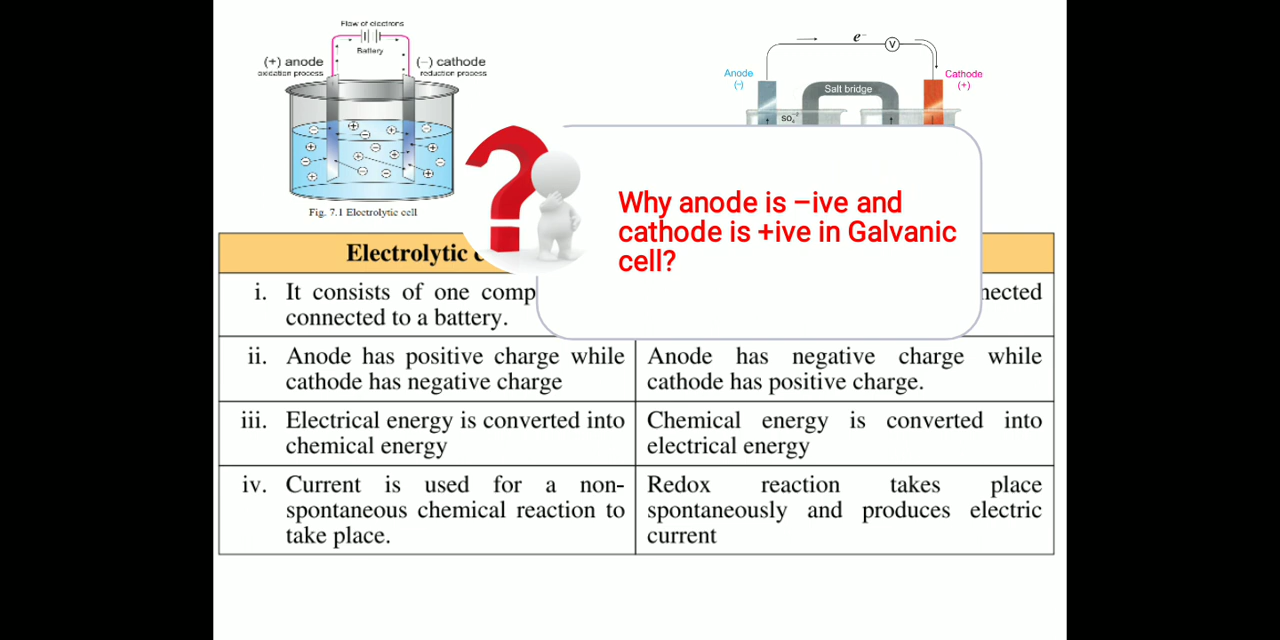 Flow of electrons
Battery
(+) anode
oxidation process
(−) cathode
reduction process
Fig. 7.1 Electrolytic cell
e⁻
V
Anode
(-)
Cathode
(+)
Salt bridge
Why anode is –ive and
cathode is +ive in Galvanic
cell?
Electrolytic
i. It consists of one
connected to a battery.
ii. Anode has positive charge while
cathode has negative charge
Anode has negative charge while
cathode has positive charge.
iii. Electrical energy is converted into
chemical energy
Chemical energy is converted into
electrical energy
iv. Current is used for a non-
spontaneous chemical reaction to
take place.
Redox reaction takes place
spontaneously and produces electric
current